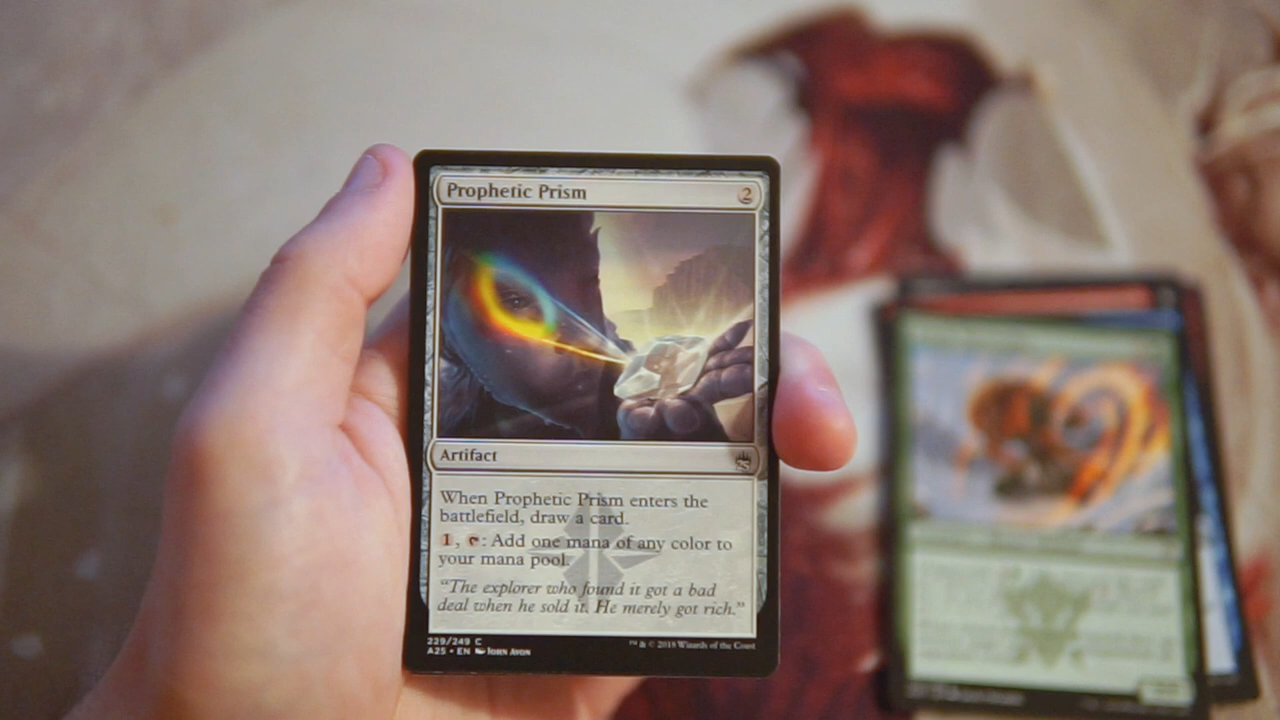 Prophetic Prism 2
Artifact
When Prophetic Prism enters the
battlefield, draw a card.
1, : Add one mana of any color to
your mana pool.
"The explorer who found it got a bad
deal when he sold it. He merely got rich."
229/249 C
A25 • EN John Avon
™ & © 2018 Wizards of the Coast